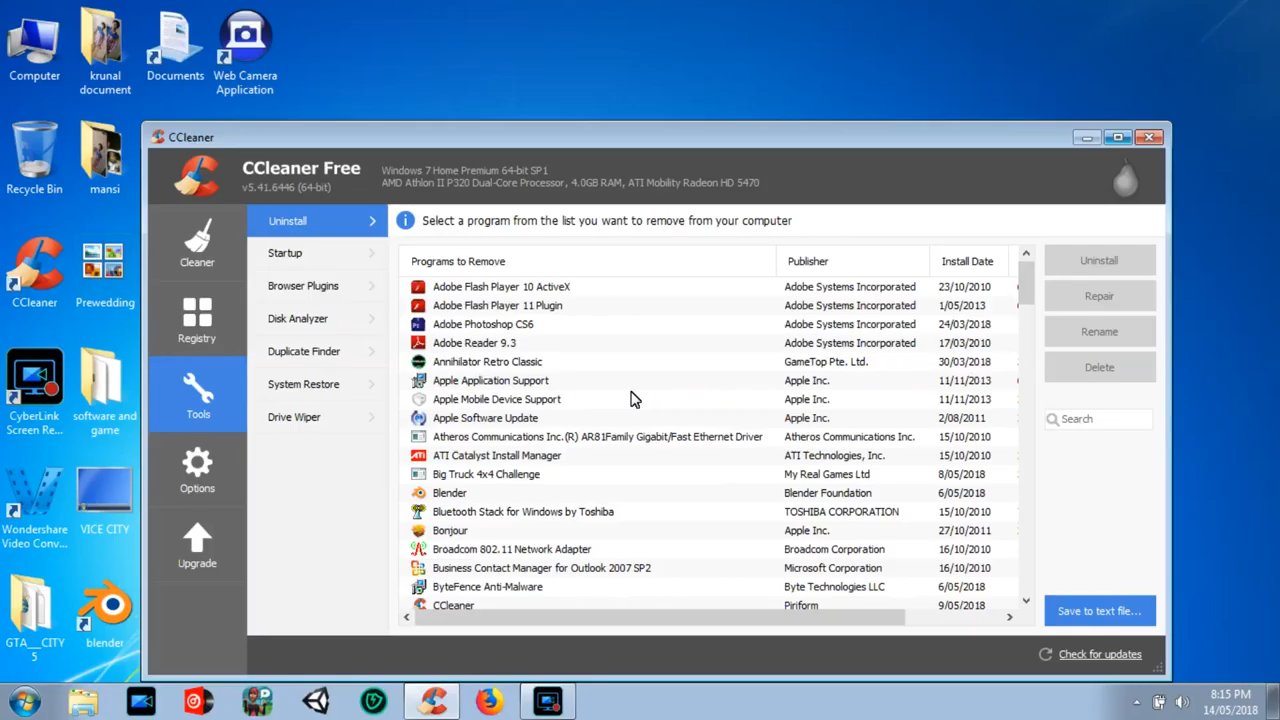 Computer
krunal
document
Documents
Web Camera
Application
Recycle Bin
mansi
CCleaner
Prewedding
CyberLink
Screen Re...
software and
game
Wondershare
Video Conv...
VICE CITY
GTA___CITY
5
blender
CCleaner
CCleaner Free
v5.41.6446 (64-bit)
Windows 7 Home Premium 64-bit SP1
AMD Athlon II P320 Dual-Core Processor, 4.0GB RAM, ATI Mobility Radeon HD 5470
Cleaner
Registry
Tools
Options
Upgrade
Uninstall
Startup
Browser Plugins
Disk Analyzer
Duplicate Finder
System Restore
Drive Wiper
Select a program from the list you want to remove from your computer
Programs to Remove Publisher Install Date
Adobe Flash Player 10 ActiveX Adobe Systems Incorporated 23/10/2010
Adobe Flash Player 11 Plugin Adobe Systems Incorporated 1/05/2013
Adobe Photoshop CS6 Adobe Systems Incorporated 24/03/2018
Adobe Reader 9.3 Adobe Systems Incorporated 17/03/2010
Annihilator Retro Classic GameTop Pte. Ltd. 30/03/2018
Apple Application Support Apple Inc. 11/11/2013
Apple Mobile Device Support Apple Inc. 11/11/2013
Apple Software Update Apple Inc. 2/08/2011
Atheros Communications Inc.(R) AR81Family Gigabit/Fast Ethernet Driver Atheros Communications Inc. 15/10/2010
ATI Catalyst Install Manager ATI Technologies, Inc. 15/10/2010
Big Truck 4x4 Challenge My Real Games Ltd 8/05/2018
Blender Blender Foundation 6/05/2018
Bluetooth Stack for Windows by Toshiba TOSHIBA CORPORATION 15/10/2010
Bonjour Apple Inc. 27/10/2011
Broadcom 802.11 Network Adapter Broadcom Corporation 16/10/2010
Business Contact Manager for Outlook 2007 SP2 Microsoft Corporation 16/10/2010
ByteFence Anti-Malware Byte Technologies LLC 6/05/2018
CCleaner Piriform 9/05/2018
Uninstall
Repair
Rename
Delete
Search
Save to text file...
Check for updates
8:15 PM
14/05/2018